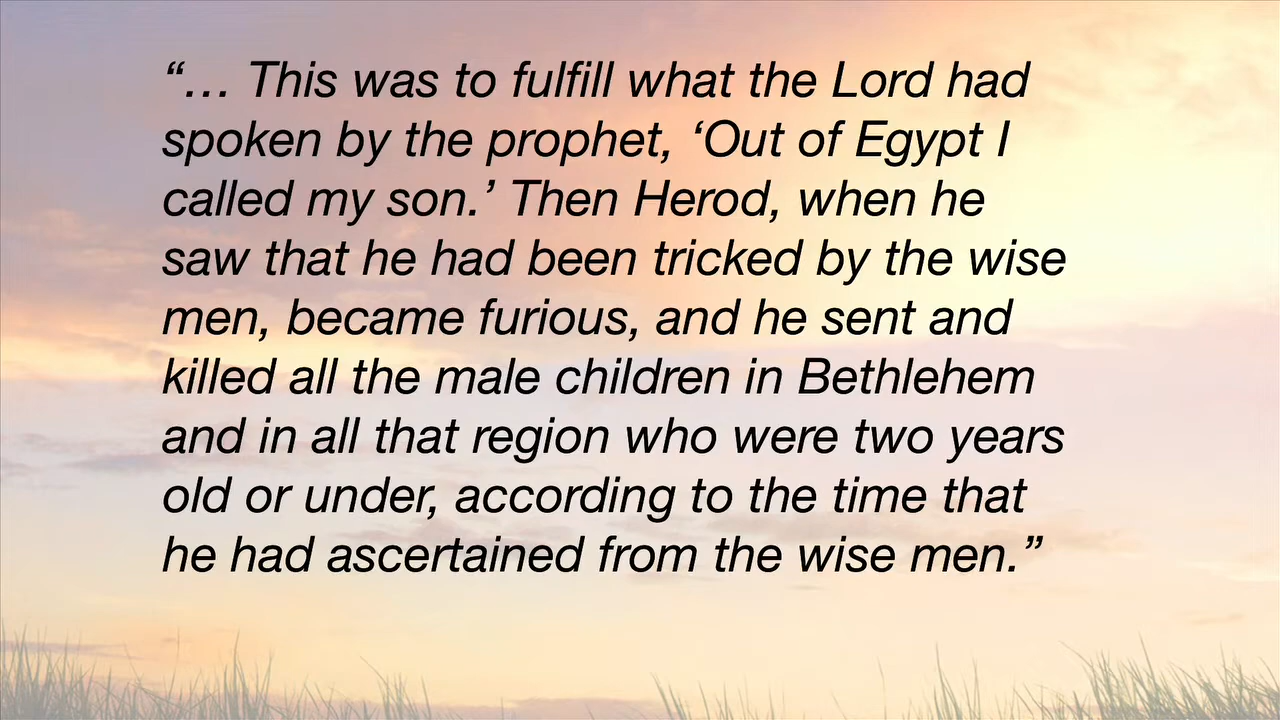 “… This was to fulfill what the Lord had
spoken by the prophet, ‘Out of Egypt I
called my son.’ Then Herod, when he
saw that he had been tricked by the wise
men, became furious, and he sent and
killed all the male children in Bethlehem
and in all that region who were two years
old or under, according to the time that
he had ascertained from the wise men.”